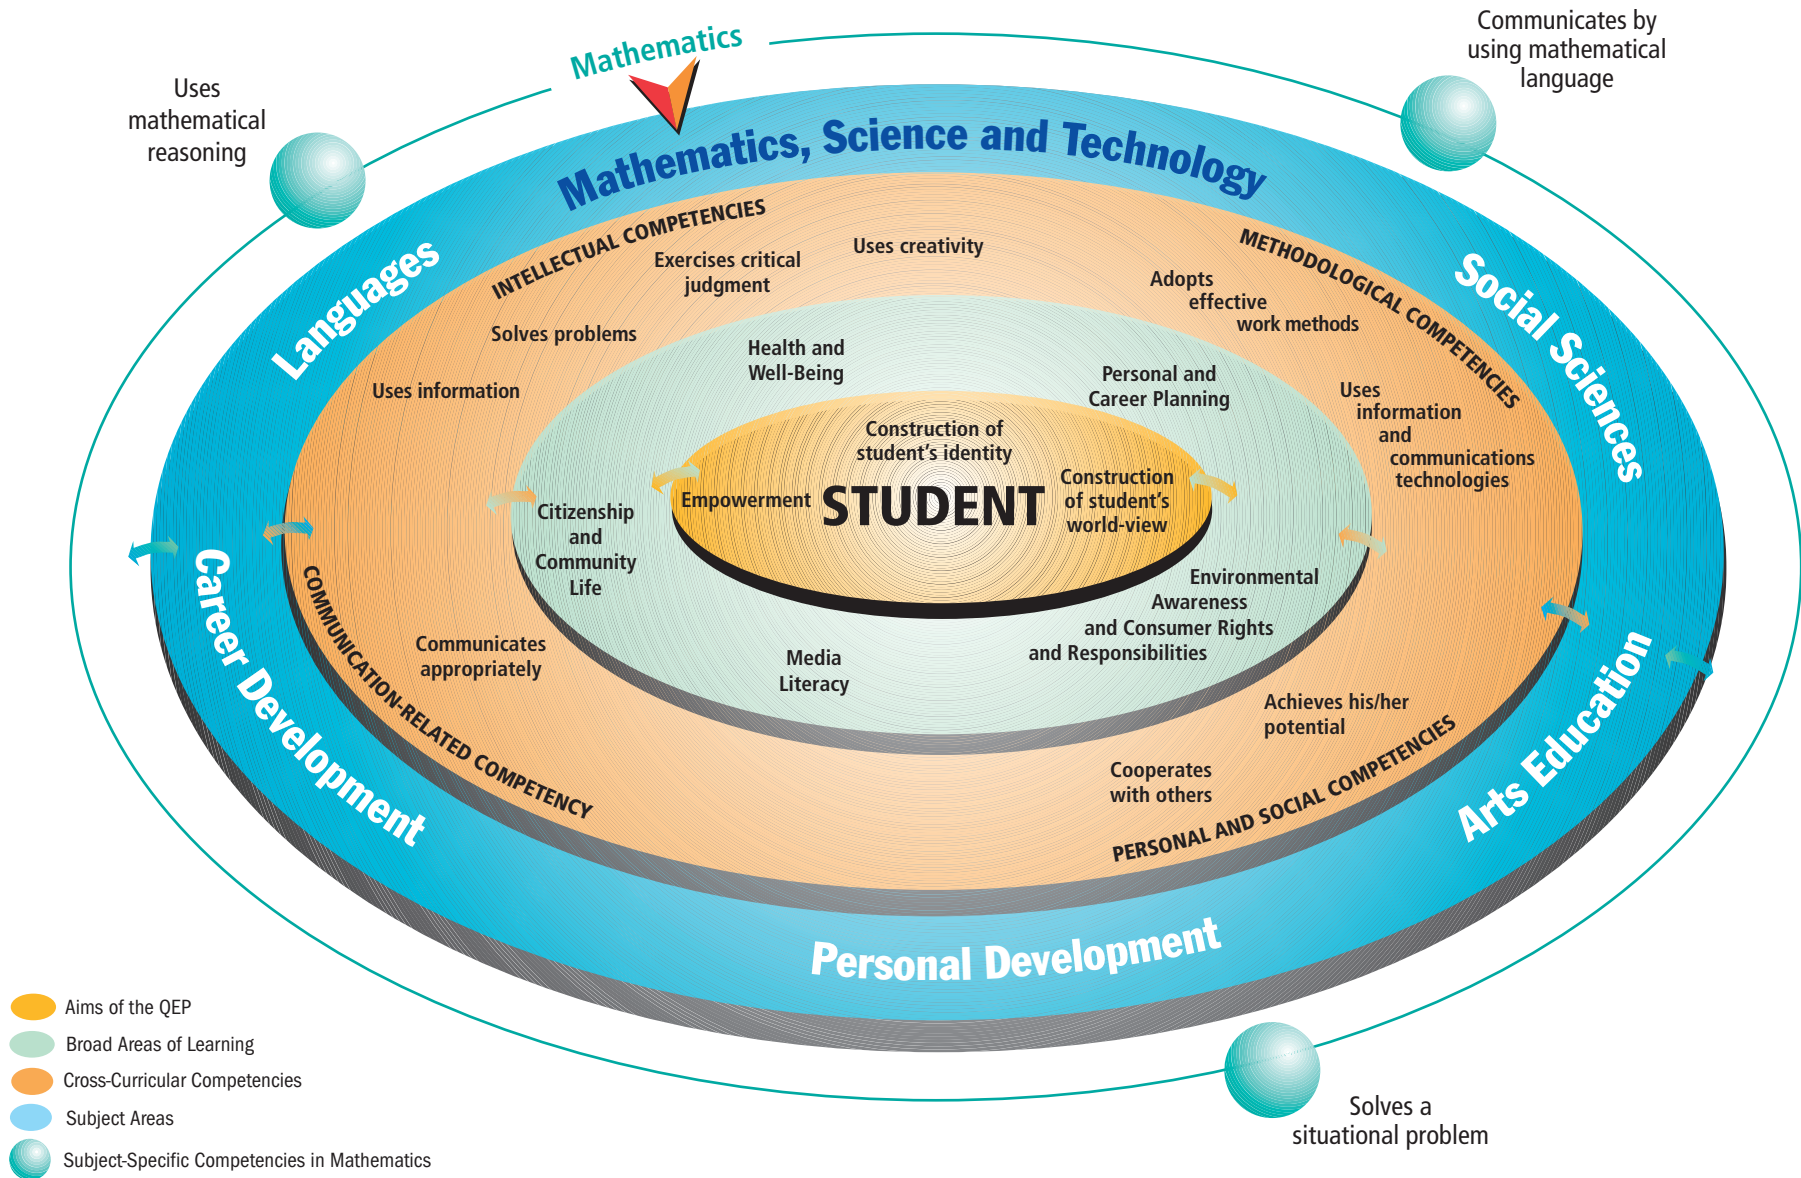 Mathematics
Communicates by
using mathematical
language
Uses
mathematical
reasoning
Mathematics, Science and Technology
Languages
Social Sciences
INTELLECTUAL COMPETENCIES
METHODOLOGICAL COMPETENCIES
Uses creativity
Exercises critical
judgment
Solves problems
Uses information
Adopts
effective
work methods
Uses
information
and
communications
technologies
Health and
Well-Being
Personal and
Career Planning
Construction of
student's identity
Empowerment
STUDENT
Construction
of student's
world-view
Citizenship
and
Community
Life
Environmental
Awareness
and Consumer Rights
and Responsibilities
Media
Literacy
Career Development
COMMUNICATION-RELATED COMPETENCY
Communicates
appropriately
Achieves his/her
potential
Cooperates
with others
PERSONAL AND SOCIAL COMPETENCIES
Arts Education
Personal Development
Aims of the QEP
Broad Areas of Learning
Cross-Curricular Competencies
Subject Areas
Subject-Specific Competencies in Mathematics
Solves a
situational problem